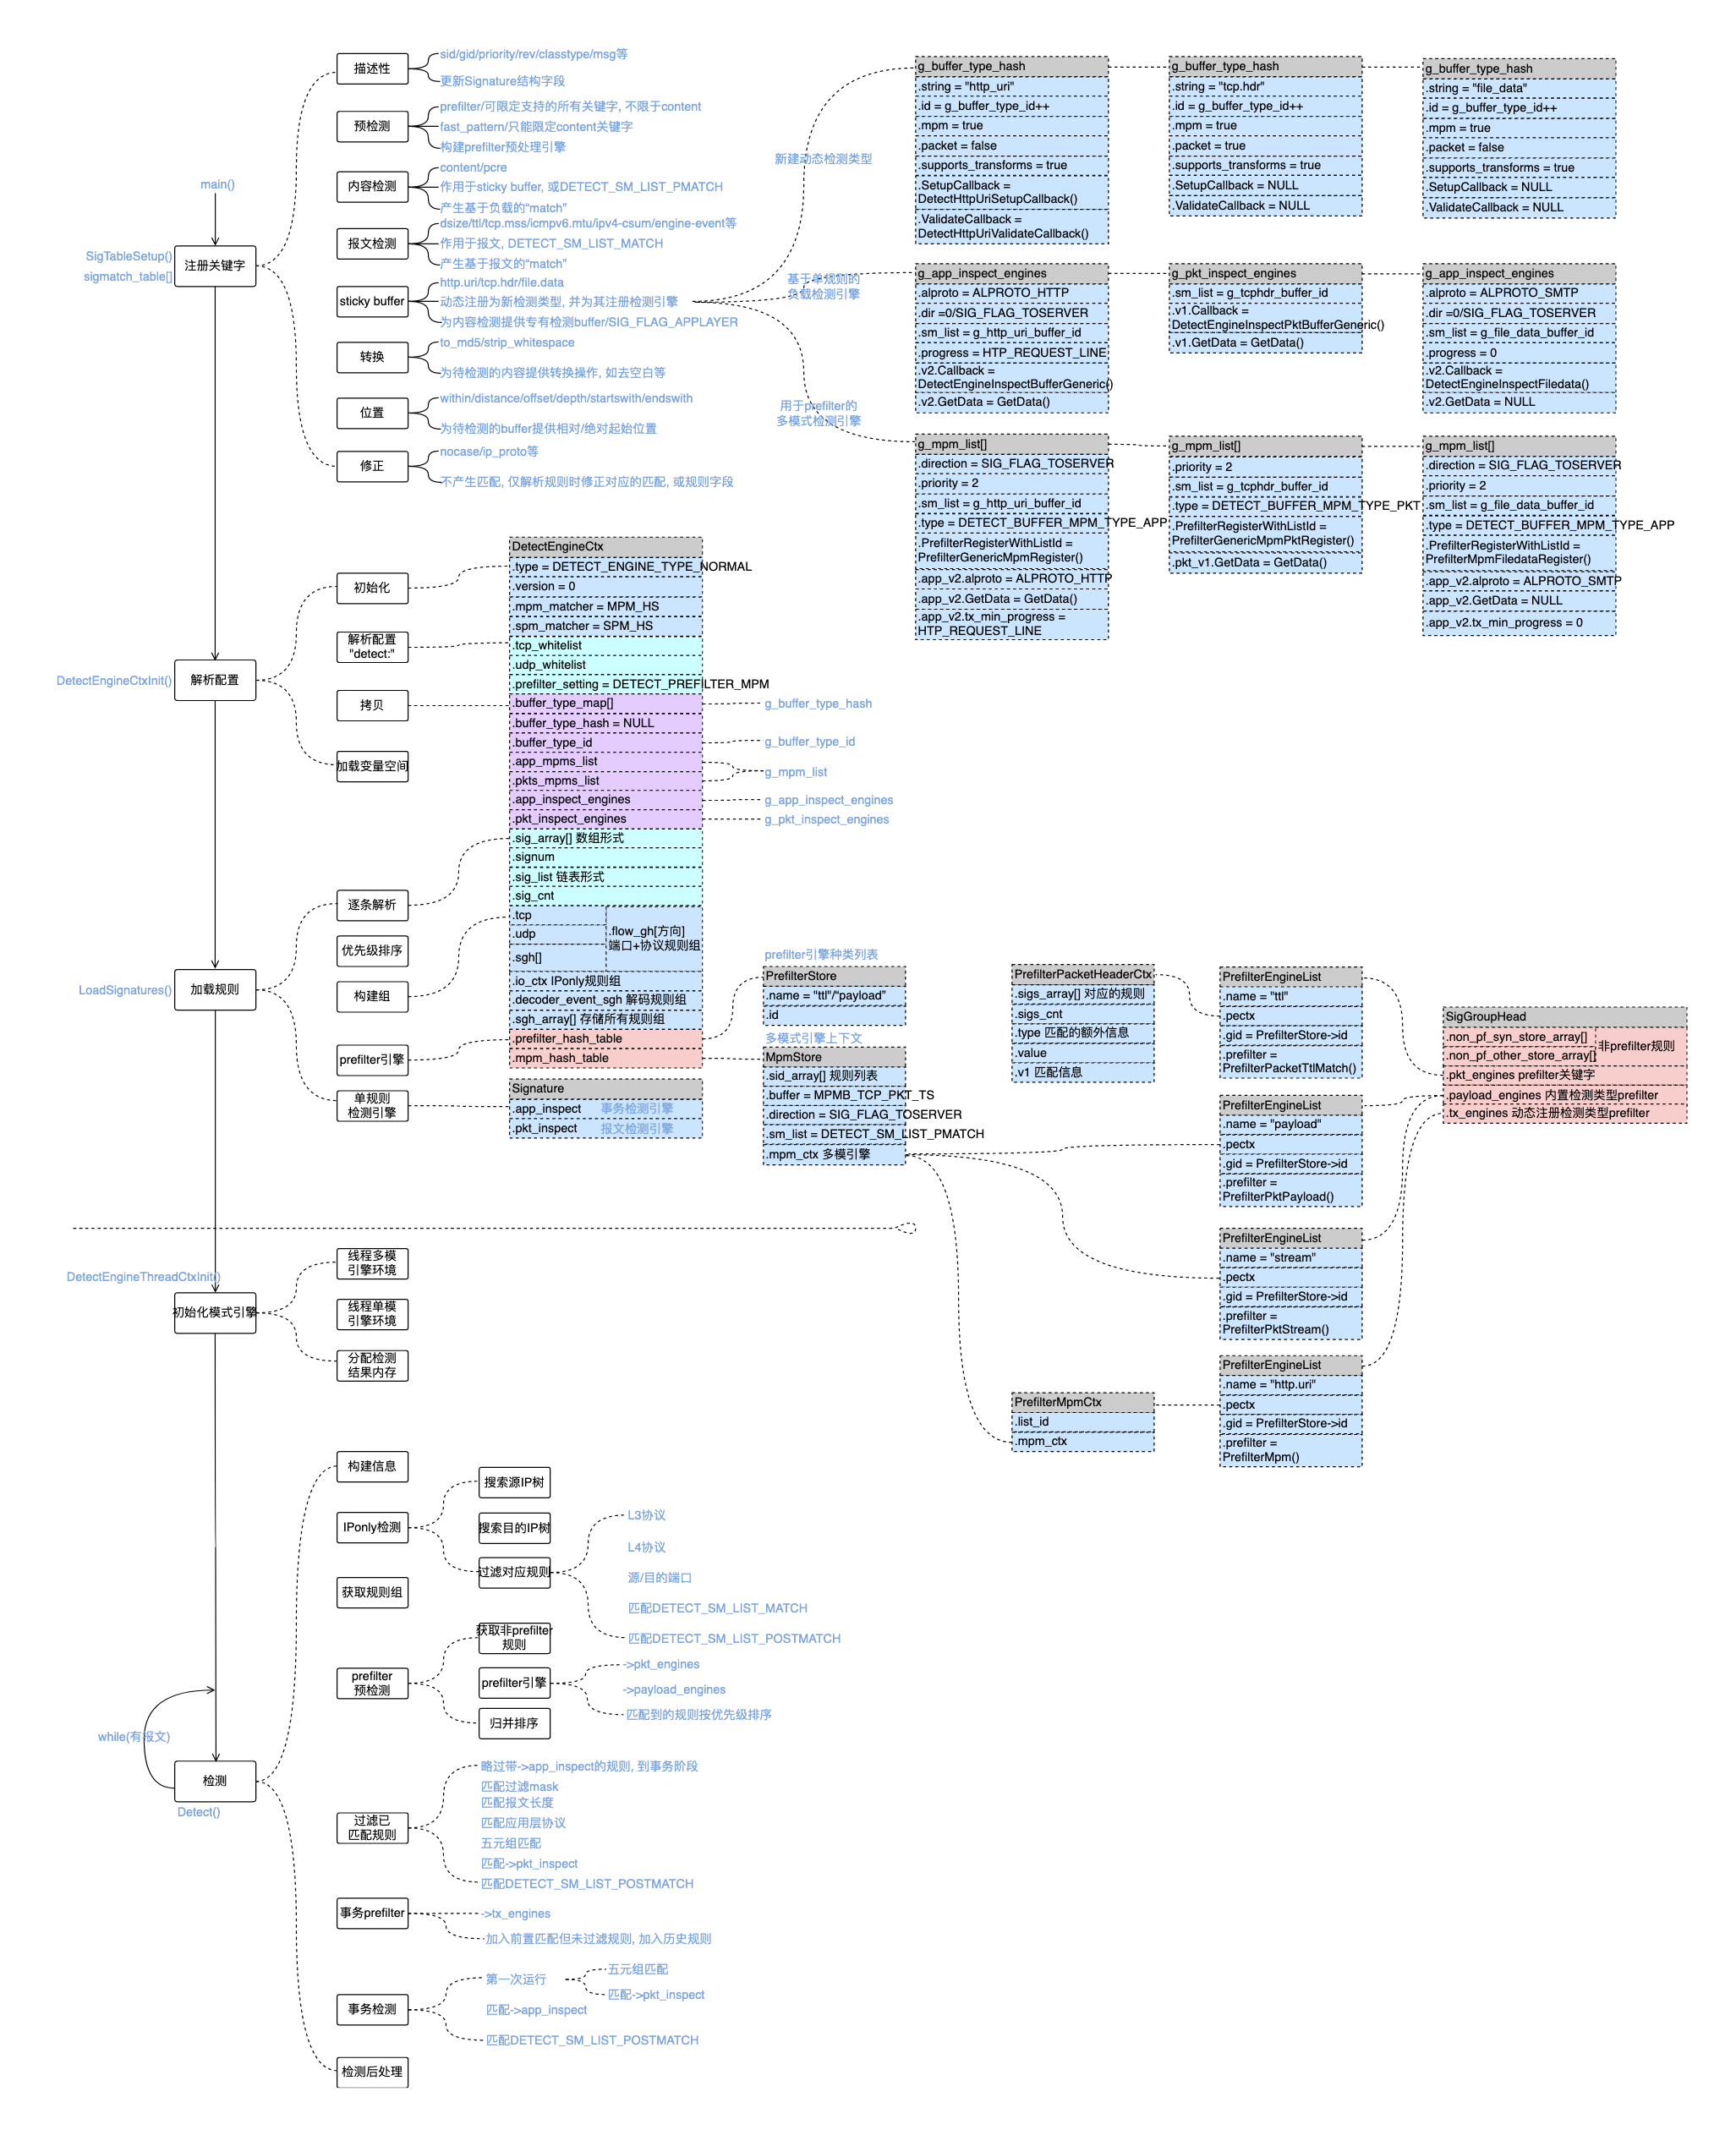 main()
SigTableSetup()
sigmatch_table[]
注册关键字
描述性
sid/gid/priority/rev/classtype/msg等
更新Signature结构字段
预检测
prefilter/可限定支持的所有关键字, 不限于content
fast_pattern/只能限定content关键字
构建prefilter预处理引擎
内容检测
content/pcre
作用于sticky buffer, 或DETECT_SM_LIST_PMATCH
产生基于负载的“match”
报文检测
dsize/ttl/tcp.mss/icmpv6.mtu/ipv4-csum/engine-event等
作用于报文, DETECT_SM_LIST_MATCH
产生基于报文的“match”
sticky buffer
http.uri/tcp.hdr/file.data
动态注册为新检测类型, 并为其注册检测引擎
为内容检测提供专有检测buffer/SIG_FLAG_APPLAYER
转换
to_md5/strip_whitespace
为待检测的内容提供转换操作, 如去空白等
位置
within/distance/offset/depth/startswith/endswith
为待检测的buffer提供相对/绝对起始位置
修正
nocase/ip_proto等
不产生匹配, 仅解析规则时修正对应的匹配, 或规则字段
新建动态检测类型
基于单规则的
负载检测引擎
用于prefilter的
多模式检测引擎
g_buffer_type_hash
.string = "http_uri"
.id = g_buffer_type_id++
.mpm = true
.packet = false
.supports_transforms = true
.SetupCallback =
DetectHttpUriSetupCallback()
.ValidateCallback =
DetectHttpUriValidateCallback()
g_buffer_type_hash
.string = "tcp.hdr"
.id = g_buffer_type_id++
.mpm = true
.packet = true
.supports_transforms = true
.SetupCallback = NULL
.ValidateCallback = NULL
g_buffer_type_hash
.string = "file_data"
.id = g_buffer_type_id++
.mpm = true
.packet = false
.supports_transforms = true
.SetupCallback = NULL
.ValidateCallback = NULL
g_app_inspect_engines
.alproto = ALPROTO_HTTP
.dir =0/SIG_FLAG_TOSERVER
.sm_list = g_http_uri_buffer_id
.progress = HTP_REQUEST_LINE
.v2.Callback =
DetectEngineInspectBufferGeneric()
.v2.GetData = GetData()
g_pkt_inspect_engines
.sm_list = g_tcphdr_buffer_id
.v1.Callback =
DetectEngineInspectPktBufferGeneric()
.v1.GetData = GetData()
g_app_inspect_engines
.alproto = ALPROTO_SMTP
.dir =0/SIG_FLAG_TOSERVER
.sm_list = g_file_data_buffer_id
.progress = 0
.v2.Callback =
DetectEngineInspectFiledata()
.v2.GetData = NULL
g_mpm_list[]
.direction = SIG_FLAG_TOSERVER
.priority = 2
.sm_list = g_http_uri_buffer_id
.type = DETECT_BUFFER_MPM_TYPE_APP
.PrefilterRegisterWithListId =
PrefilterGenericMpmRegister()
.app_v2.alproto = ALPROTO_HTTP
.app_v2.GetData = GetData()
.app_v2.tx_min_progress =
HTP_REQUEST_LINE
g_mpm_list[]
.priority = 2
.sm_list = g_tcphdr_buffer_id
.type = DETECT_BUFFER_MPM_TYPE_PKT
.PrefilterRegisterWithListId =
PrefilterGenericMpmPktRegister()
.pkt_v1.GetData = GetData()
g_mpm_list[]
.direction = SIG_FLAG_TOSERVER
.priority = 2
.sm_list = g_file_data_buffer_id
.type = DETECT_BUFFER_MPM_TYPE_APP
.PrefilterRegisterWithListId =
PrefilterMpmFiledataRegister()
.app_v2.alproto = ALPROTO_SMTP
.app_v2.GetData = NULL
.app_v2.tx_min_progress = 0
DetectEngineCtxInit()
解析配置
初始化
解析配置
"detect:"
拷贝
加载变量空间
DetectEngineCtx
.type = DETECT_ENGINE_TYPE_NORMAL
.version = 0
.mpm_matcher = MPM_HS
.spm_matcher = SPM_HS
.tcp_whitelist
.udp_whitelist
.prefilter_setting = DETECT_PREFILTER_MPM
.buffer_type_map[]
.buffer_type_hash = NULL
.buffer_type_id
.app_mpms_list
.pkts_mpms_list
.app_inspect_engines
.pkt_inspect_engines
.sig_array[] 数组形式
.signum
.sig_list 链表形式
.sig_cnt
.tcp
.udp
.sgh[]
.flow_gh[方向]
端口+协议规则组
.io_ctx IPonly规则组
.decoder_event_sgh 解码规则组
.sgh_array[] 存储所有规则组
.prefilter_hash_table
.mpm_hash_table
g_buffer_type_hash
g_buffer_type_id
g_mpm_list
g_app_inspect_engines
g_pkt_inspect_engines
LoadSignatures()
加载规则
逐条解析
优先级排序
构建组
prefilter引擎
单规则
检测引擎
Signature
.app_inspect 事务检测引擎
.pkt_inspect 报文检测引擎
prefilter引擎种类列表
PrefilterStore
.name = "ttl"/"payload"
.id
多模式引擎上下文
MpmStore
.sid_array[] 规则列表
.buffer = MPMB_TCP_PKT_TS
.direction = SIG_FLAG_TOSERVER
.sm_list = DETECT_SM_LIST_PMATCH
.mpm_ctx 多模引擎
PrefilterPacketHeaderCtx
.sigs_array[] 对应的规则
.sigs_cnt
.type 匹配的额外信息
.value
.v1 匹配信息
PrefilterEngineList
.name = "ttl"
.pectx
.gid = PrefilterStore->id
.prefilter =
PrefilterPacketTtlMatch()
PrefilterEngineList
.name = "payload"
.pectx
.gid = PrefilterStore->id
.prefilter =
PrefilterPktPayload()
PrefilterEngineList
.name = "stream"
.pectx
.gid = PrefilterStore->id
.prefilter =
PrefilterPktStream()
PrefilterEngineList
.name = "http.uri"
.pectx
.gid = PrefilterStore->id
.prefilter =
PrefilterMpm()
PrefilterMpmCtx
.list_id
.mpm_ctx
SigGroupHead
.non_pf_syn_store_array[]
.non_pf_other_store_array[]
非prefilter规则
.pkt_engines prefilter关键字
.payload_engines 内置检测类型prefilter
.tx_engines 动态注册检测类型prefilter
DetectEngineThreadCtxInit()
初始化模式引擎
线程多模
引擎环境
线程单模
引擎环境
分配检测
结果内存
while(有报文)
检测
Detect()
构建信息
IPonly检测
搜索源IP树
搜索目的IP树
过滤对应规则
L3协议
L4协议
源/目的端口
匹配DETECT_SM_LIST_MATCH
匹配DETECT_SM_LIST_POSTMATCH
获取规则组
prefilter
预检测
获取非prefilter
规则
prefilter引擎
->pkt_engines
->payload_engines
匹配到的规则按优先级排序
归并排序
过滤已
匹配规则
略过带->app_inspect的规则, 到事务阶段
匹配过滤mask
匹配报文长度
匹配应用层协议
五元组匹配
匹配->pkt_inspect
匹配DETECT_SM_LIST_POSTMATCH
事务prefilter
->tx_engines
加入前置匹配但未过滤规则, 加入历史规则
事务检测
第一次运行
五元组匹配
匹配->pkt_inspect
匹配->app_inspect
匹配DETECT_SM_LIST_POSTMATCH
检测后处理